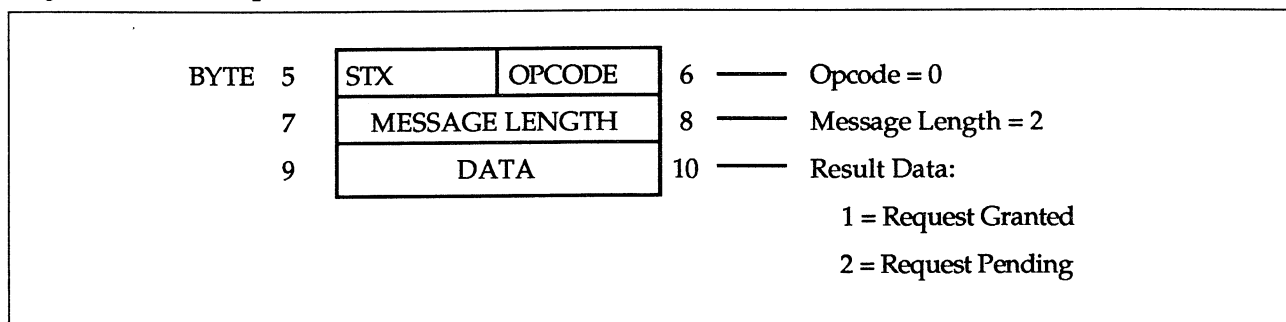 BYTE 5 STX OPCODE 6 Opcode = 0
7 MESSAGE LENGTH 8 Message Length = 2
9 DATA 10 Result Data:
1 = Request Granted
2 = Request Pending